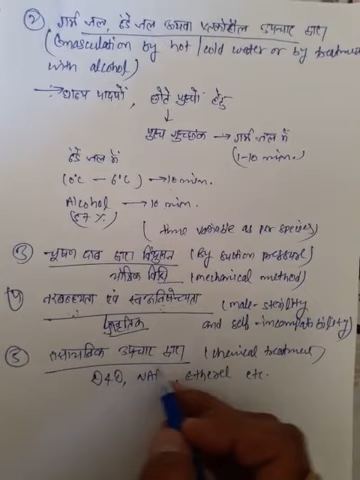 ② गर्म जल, ठंडे जल अथवा एल्कोहॉल उपचार द्वारा
(Emasculation by hot/cold water or by treatment
with alcohol)
→ धान्य पादपों, छोटे पुष्पों हेतु
↓
पुष्प गुच्छक → गर्म जल में
(1-10 min.)
ठंडे जल में
(0°C - 6°C) → 10 min.
Alcohol → 10 min.
(57%)
(time variable as per species)
③ चूषण दाब द्वारा विपुंसन (By suction pressure)
यांत्रिक विधि (mechanical method)
④ नरबन्ध्यता एवं स्वअनिषेच्यता (male-sterility
प्राकृतिक and self-incompatibility)
⑤ रासायनिक उपचार द्वारा (chemical treatment)
2,4-D, NAA, ethrel etc.